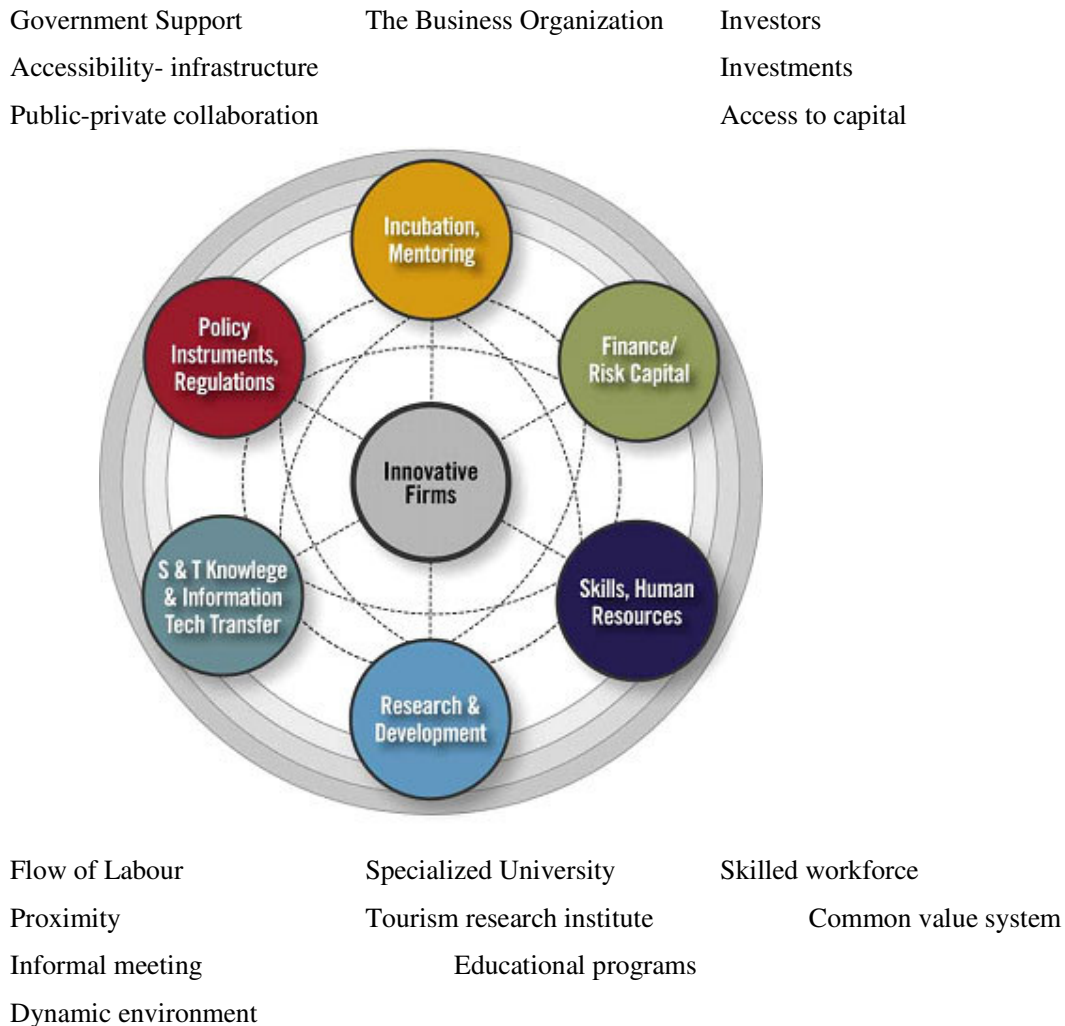 Government Support The Business Organization Investors
Accessibility- infrastructure Investments
Public-private collaboration Access to capital
Incubation,
Mentoring
Policy
Instruments,
Regulations
Finance/
Risk Capital
Innovative
Firms
S & T Knowlege
& Information
Tech Transfer
Skills, Human
Resources
Research &
Development
Flow of Labour Specialized University Skilled workforce
Proximity Tourism research institute Common value system
Informal meeting Educational programs
Dynamic environment